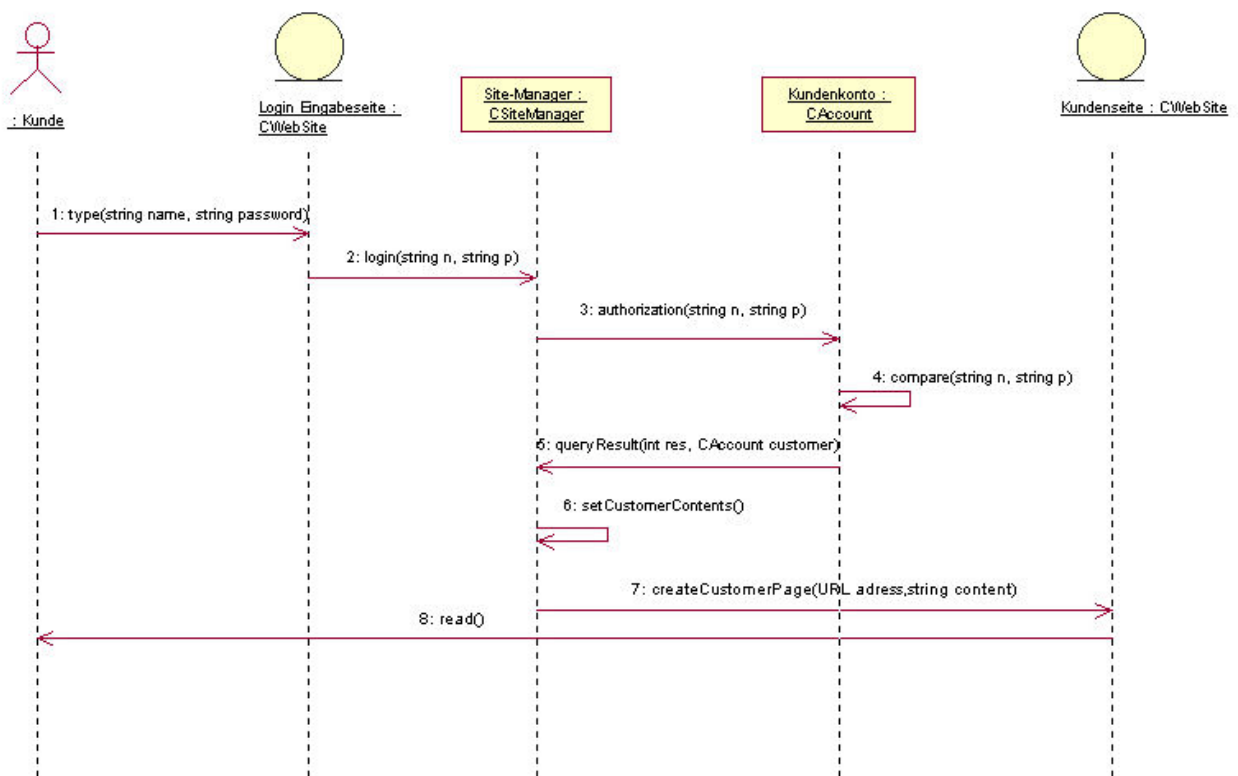 : Kunde
Login Eingabeseite :
CWebSite
Site-Manager :
CSiteManager
Kundenkonto :
CAccount
Kundenseite : CWebSite
1: type(string name, string password)
2: login(string n, string p)
3: authorization(string n, string p)
4: compare(string n, string p)
5: queryResult(int res, CAccount customer)
6: setCustomerContents()
7: createCustomerPage(URL adress,string content)
8: read()